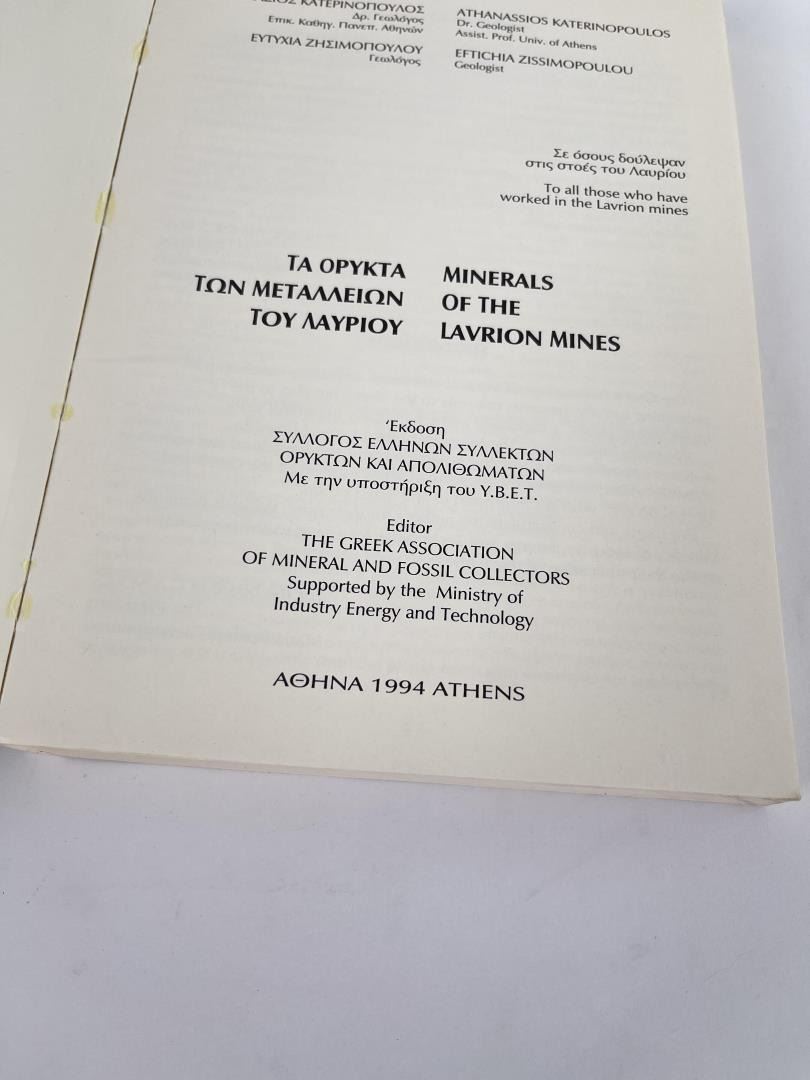 ΚΑΤΕΡΙΝΟΠΟΥΛΟΣ
Δρ. Γεωλόγος
Επικ. Καθηγ. Πανεπ. Αθηνών
ΕΥΤΥΧΙΑ ΖΗΣΙΜΟΠΟΥΛΟΥ
Γεωλόγος
ATHANASSIOS KATERINOPOULOS
Dr. Geologist
Assist. Prof. Univ. of Athens
EFTICHIA ZISSIMOPOULOU
Geologist
Σε όσους δούλεψαν
στις στοές του Λαυρίου
To all those who have
worked in the Lavrion mines
ΤΑ ΟΡΥΚΤΑ
ΤΩΝ ΜΕΤΑΛΛΕΙΩΝ
ΤΟΥ ΛΑΥΡΙΟΥ
MINERALS
OF THE
LAVRION MINES
Έκδοση
ΣΥΛΛΟΓΟΣ ΕΛΛΗΝΩΝ ΣΥΛΛΕΚΤΩΝ
ΟΡΥΚΤΩΝ ΚΑΙ ΑΠΟΛΙΘΩΜΑΤΩΝ
Με την υποστήριξη του Υ.Β.Ε.Τ.
Editor
THE GREEK ASSOCIATION
OF MINERAL AND FOSSIL COLLECTORS
Supported by the Ministry of
Industry Energy and Technology
ΑΘΗΝΑ 1994 ATHENS